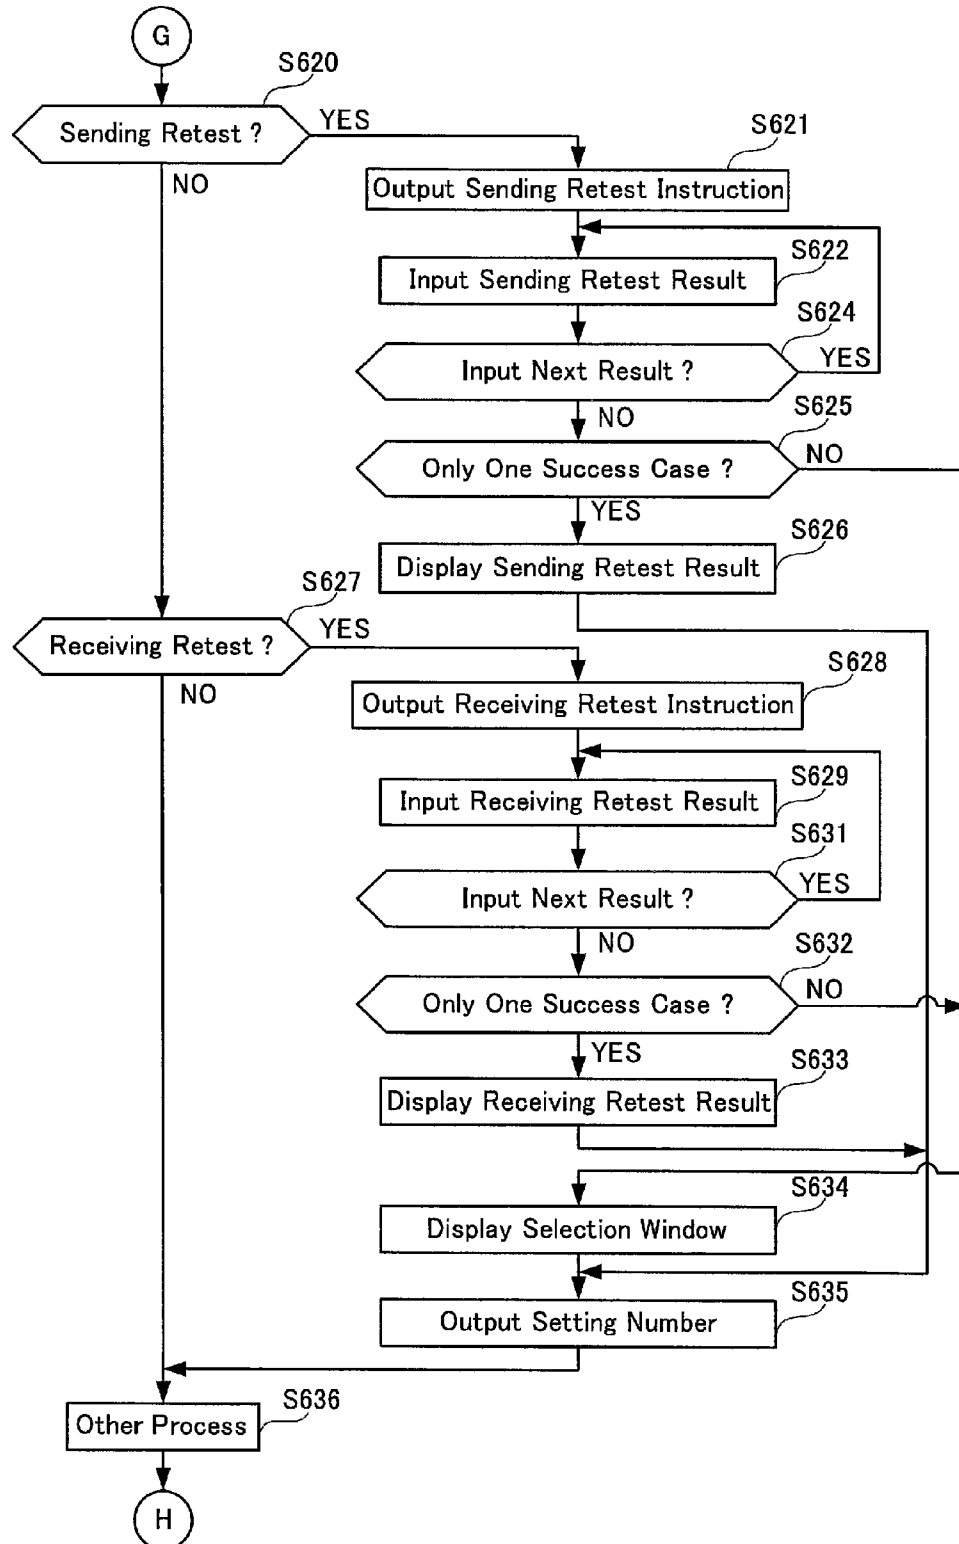 G
S620
Sending Retest ?
YES
NO
S621
Output Sending Retest Instruction
S622
Input Sending Retest Result
S624
Input Next Result ?
YES
NO
S625
Only One Success Case ?
NO
YES
S626
Display Sending Retest Result
S627
Receiving Retest ?
YES
NO
S628
Output Receiving Retest Instruction
S629
Input Receiving Retest Result
S631
Input Next Result ?
YES
NO
S632
Only One Success Case ?
NO
YES
S633
Display Receiving Retest Result
S634
Display Selection Window
S635
Output Setting Number
S636
Other Process
H